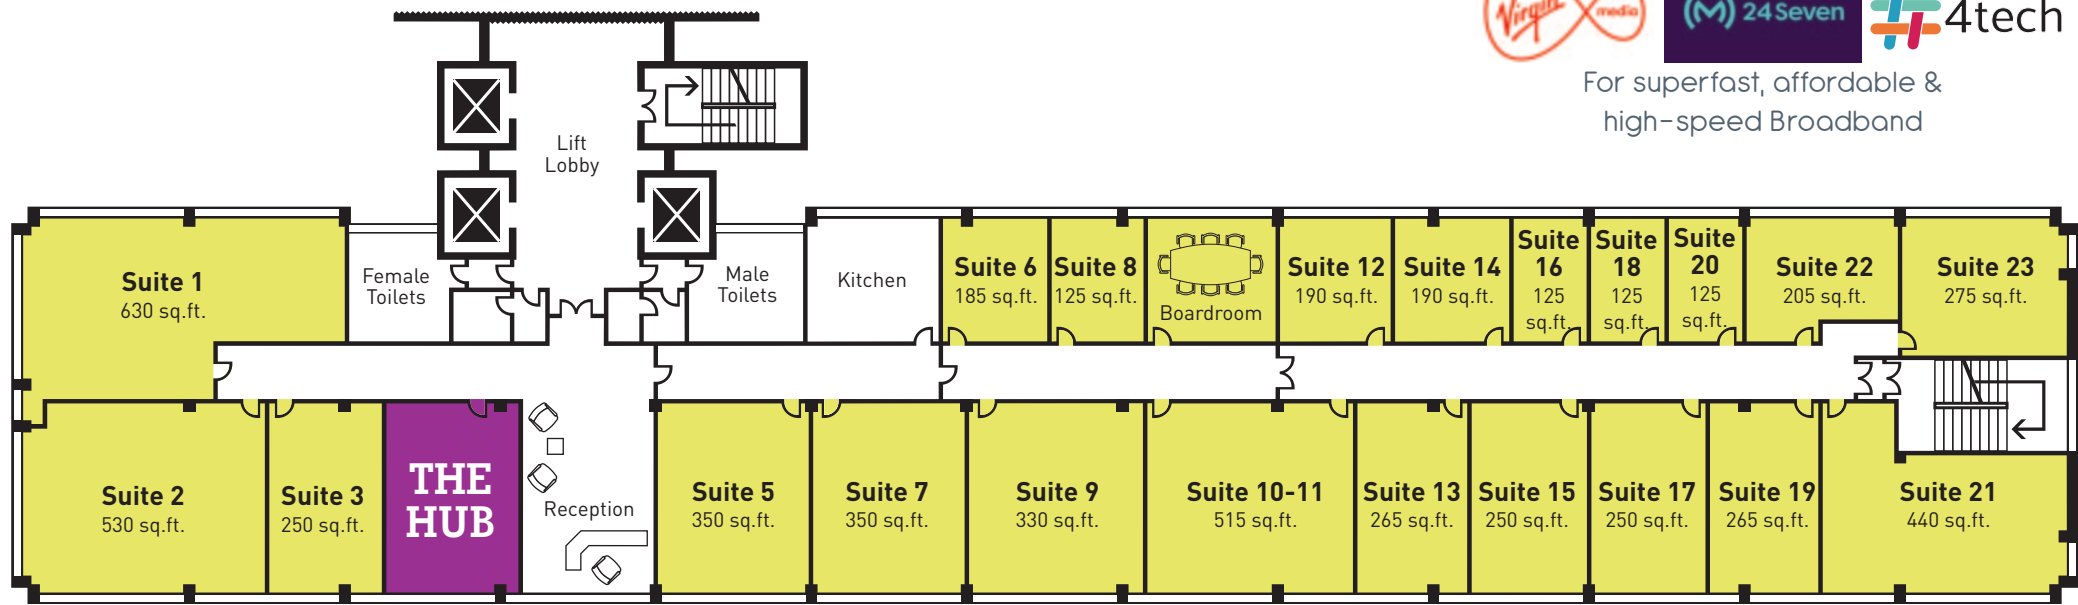 Virgin media
(M) 24Seven
4tech
For superfast, affordable &
high-speed Broadband
Lift
Lobby
Suite 1
630 sq.ft.
Female
Toilets
Male
Toilets
Kitchen
Suite 6
185 sq.ft.
Suite 8
125 sq.ft.
Boardroom
Suite 12
190 sq.ft.
Suite 14
190 sq.ft.
Suite
16
125
sq.ft.
Suite
18
125
sq.ft.
Suite
20
125
sq.ft.
Suite 22
205 sq.ft.
Suite 23
275 sq.ft.
Suite 2
530 sq.ft.
Suite 3
250 sq.ft.
THE
HUB
Reception
Suite 5
350 sq.ft.
Suite 7
350 sq.ft.
Suite 9
330 sq.ft.
Suite 10-11
515 sq.ft.
Suite 13
265 sq.ft.
Suite 15
250 sq.ft.
Suite 17
250 sq.ft.
Suite 19
265 sq.ft.
Suite 21
440 sq.ft.